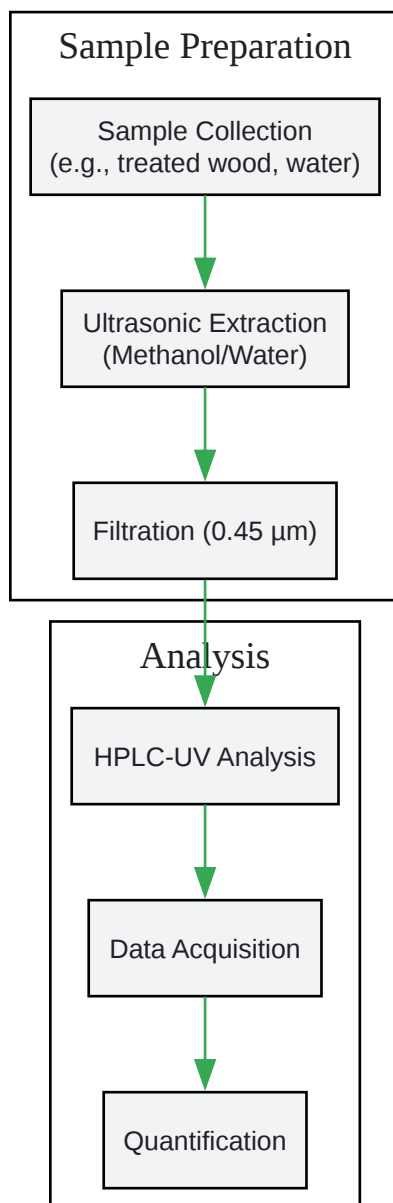 Sample Preparation
Sample Collection
(e.g., treated wood, water)
Ultrasonic Extraction
(Methanol/Water)
Filtration (0.45 µm)
Analysis
HPLC-UV Analysis
Data Acquisition
Quantification